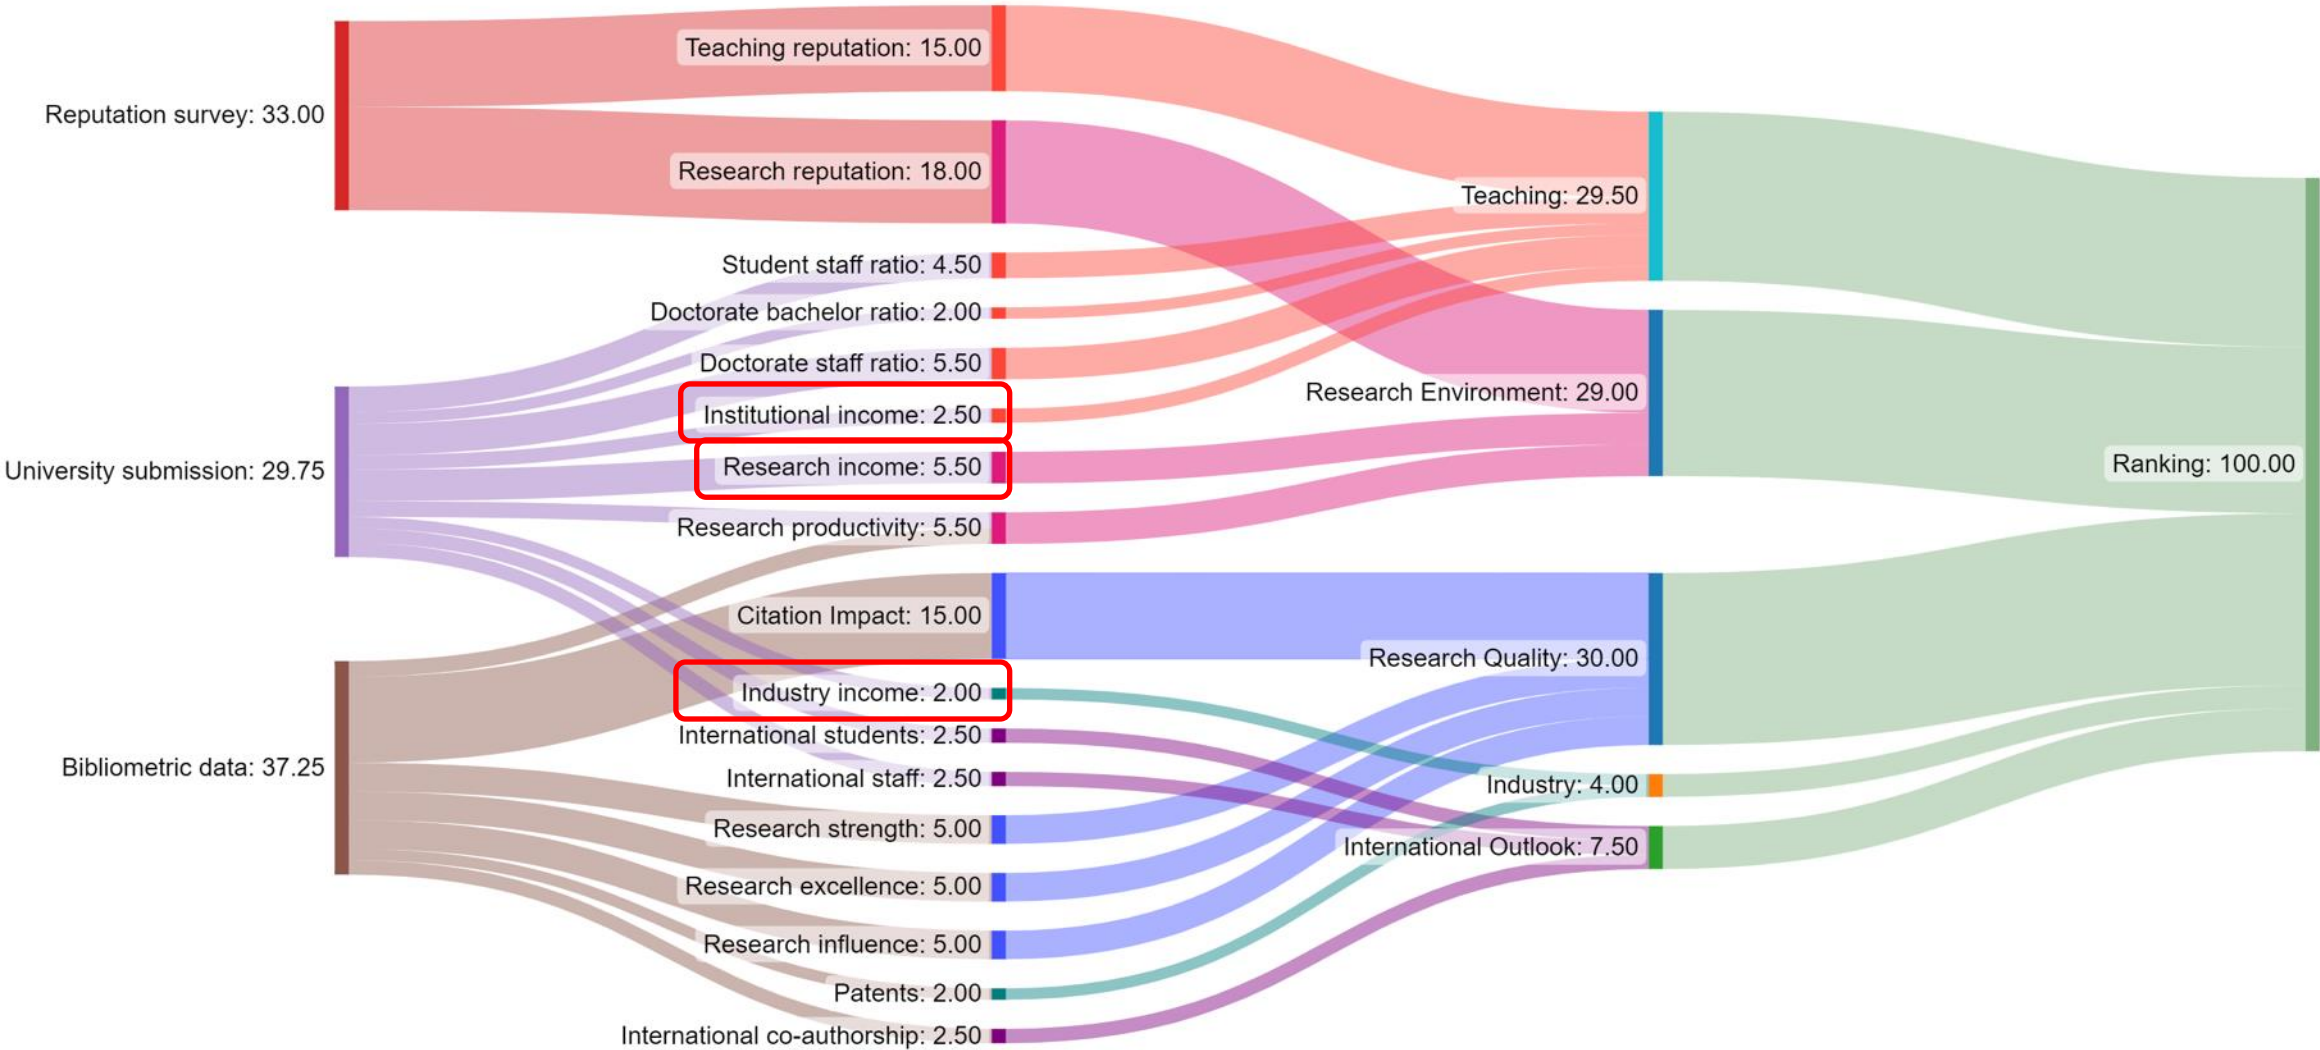 Reputation survey: 33.00
University submission: 29.75
Bibliometric data: 37.25
Teaching reputation: 15.00
Research reputation: 18.00
Student staff ratio: 4.50
Doctorate bachelor ratio: 2.00
Doctorate staff ratio: 5.50
Institutional income: 2.50
Research income: 5.50
Research productivity: 5.50
Citation Impact: 15.00
Industry income: 2.00
International students: 2.50
International staff: 2.50
Research strength: 5.00
Research excellence: 5.00
Research influence: 5.00
Patents: 2.00
International co-authorship: 2.50
Teaching: 29.50
Research Environment: 29.00
Research Quality: 30.00
Industry: 4.00
International Outlook: 7.50
Ranking: 100.00